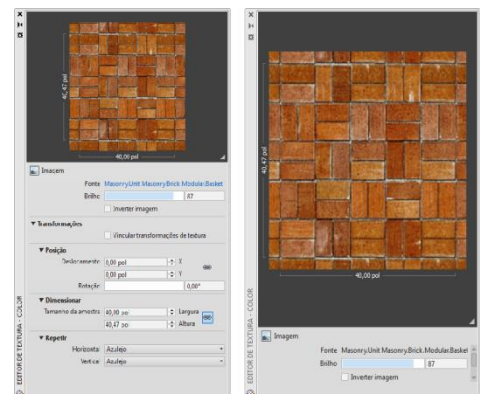 40,47 pol
40,00 pol
Imagem
Fonte Masonry.Unit Masonry.Brick.Modular.Basket
Brilho 87
Inverter imagem
Transformações
Vincular transformações de textura
Posição
Deslocamento 0,00 pol X
0,00 pol Y
Rotação 0,00°
Dimensionar
Tamanho da amostra 40,00 pol Largura
40,47 pol Altura
Repetir
Horizontal Azulejo
Vertical Azulejo
EDITOR DE TEXTURA - COLOR
40,47 pol
40,00 pol
Imagem
Fonte Masonry.Unit Masonry.Brick.Modular.Basket
Brilho 87
Inverter imagem
EDITOR DE TEXTURA - COLOR